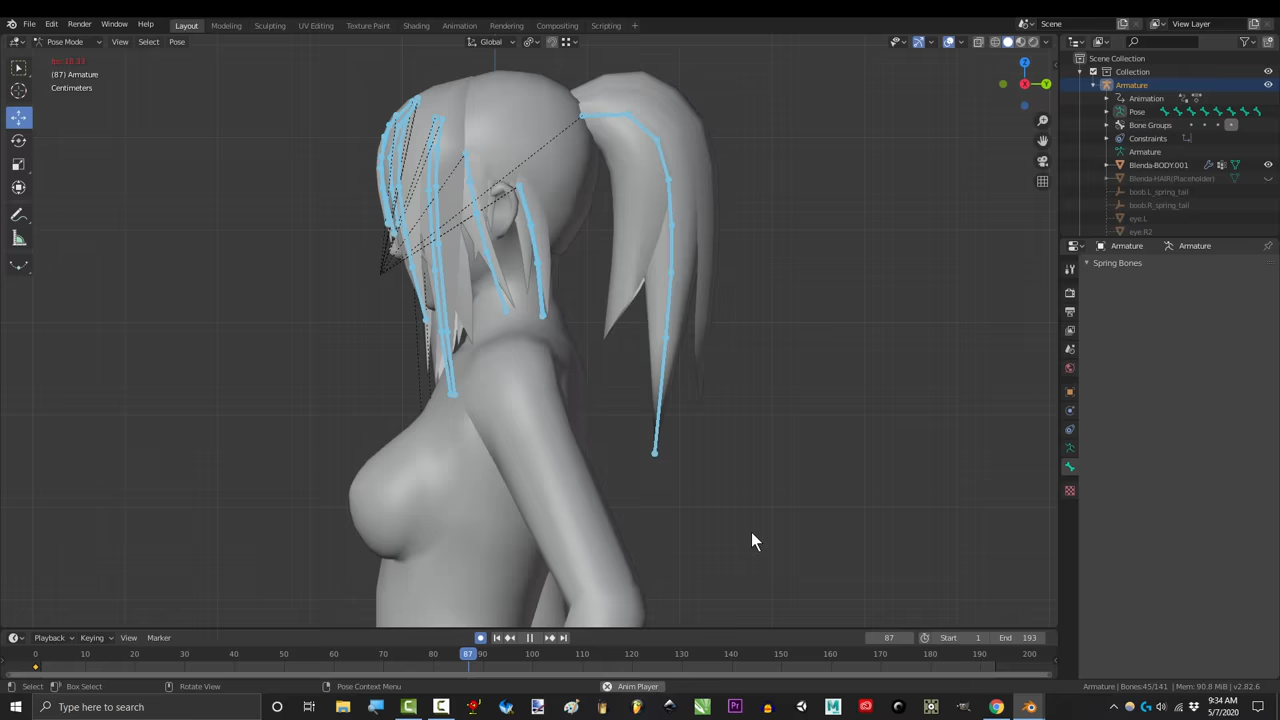 File Edit Render Window Help Layout Modeling Sculpting UV Editing Texture Paint Shading Animation Rendering Compositing Scripting + Scene View Layer
Pose Mode View Select Pose Global
fps: 18.33
(87) Armature
Centimeters
Z
X
Y
Scene Collection
Collection
Armature
Animation
Pose
Bone Groups
Constraints
Armature
Blenda-BODY.001
Blenda-HAIR(Placeholder)
boob.L_spring_tail
boob.R_spring_tail
eye.L
eye.R2
Armature Armature
Spring Bones
Playback Keying View Marker 87 Start 1 End 193
0 10 20 30 40 50 60 70 80 87 90 100 110 120 130 140 150 160 170 180 190 200
Select Box Select Rotate View Pose Context Menu Anim Player Armature | Bones:45/141 | Mem: 90.8 MiB | v2.82.6
Type here to search
9:34 AM
5/7/2020